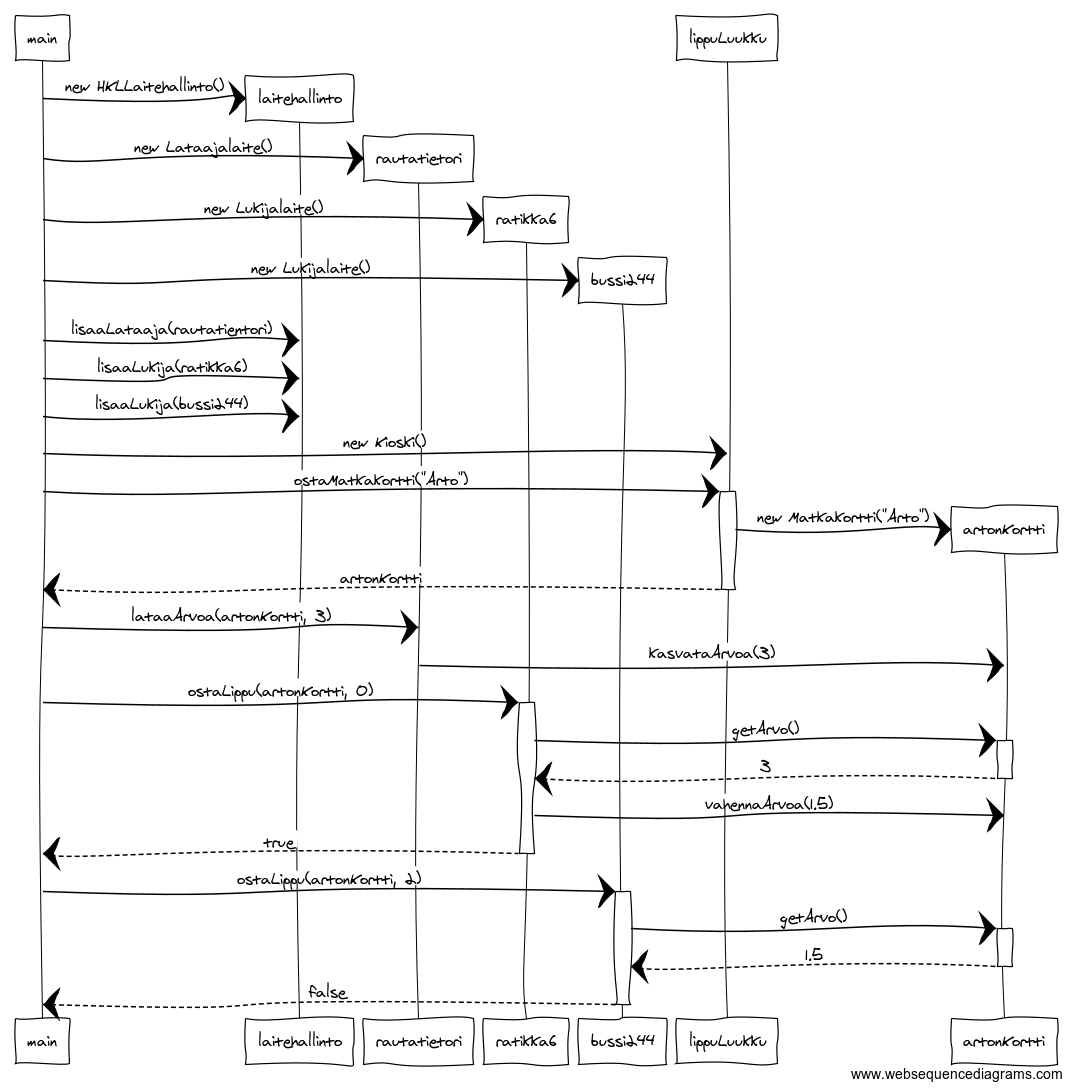 main
lippuLuukku
new HKLLaitehallinto()
laitehallinto
new Lataajalaite()
rautatietori
new Lukijalaite()
ratikka6
new Lukijalaite()
bussi244
lisaaLataaja(rautatientori)
lisaaLukija(ratikka6)
lisaaLukija(bussi244)
new Kioski()
ostaMatkakortti("Arto")
new Matkakortti("Arto")
artonKortti
artonKortti
lataaArvoa(artonKortti, 3)
kasvataArvoa(3)
ostaLippu(artonKortti, 0)
getArvo()
3
vahennaArvoa(1.5)
true
ostaLippu(artonKortti, 2)
getArvo()
1.5
false
main
laitehallinto
rautatietori
ratikka6
bussi244
lippuLuukku
artonKortti
www.websequencediagrams.com